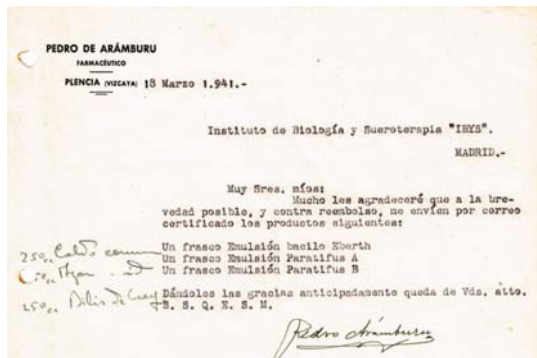 PEDRO DE ARÁMBURU
FARMACÉUTICO
PLENCIA (VIZCAYA)
18 Marzo 1.941.-
Instituto de Biología y Sueroterapia "IBYS".
MADRID.-
Muy Sres. míos:
Mucho les agradeceré que a la bre-
vedad posible, y contra reembolso, me envíen por correo
certificado los productos siguientes:
Un frasco Emulsión bacilo Eberth
Un frasco Emulsión Paratifus A
Un frasco Emulsión Paratifus B
250,, Caldo
250,,
Dándoles las gracias anticipadamente queda de Vds. atto.
S. S. Q. E. S. M.
Pedro Arámburu